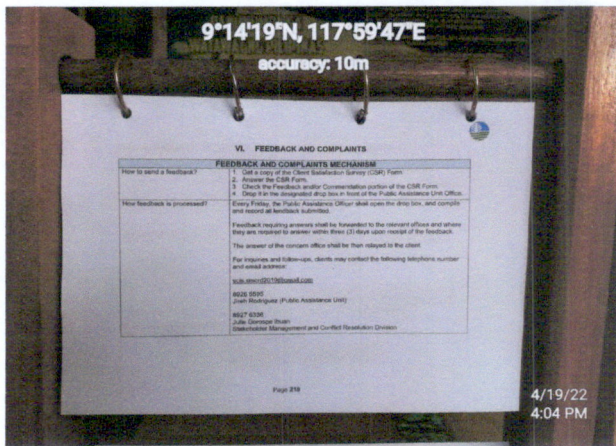 9°14'19"N, 117°59'47"E
accuracy: 10m
VI. FEEDBACK AND COMPLAINTS
FEEDBACK AND COMPLAINTS MECHANISM
How to send a feedback?
1. Get a copy of the Client Satisfaction Survey (CSR) Form
2. Answer the CSR Form.
3. Check the Feedback and/or Commendation portion of the CSR Form.
4. Drop it in the designated drop box in front of the Public Assistance Unit Office.
How feedback is processed?
Every Friday, the Public Assistance Officer shall open the drop box, and compile
and record all feedback submitted.
Feedback requiring answers shall be forwarded to the relevant offices and where
they are required to answer within three (3) days upon receipt of the feedback.
The answer of the concern office shall be then relayed to the client
For inquiries and follow-ups, clients may contact the following telephone number
and email address:
Josh Rodriguez (Public Assistance Unit)
Julie
Stakeholder Management and Conflict Resolution Division
Page
4/19/22
4:04 PM